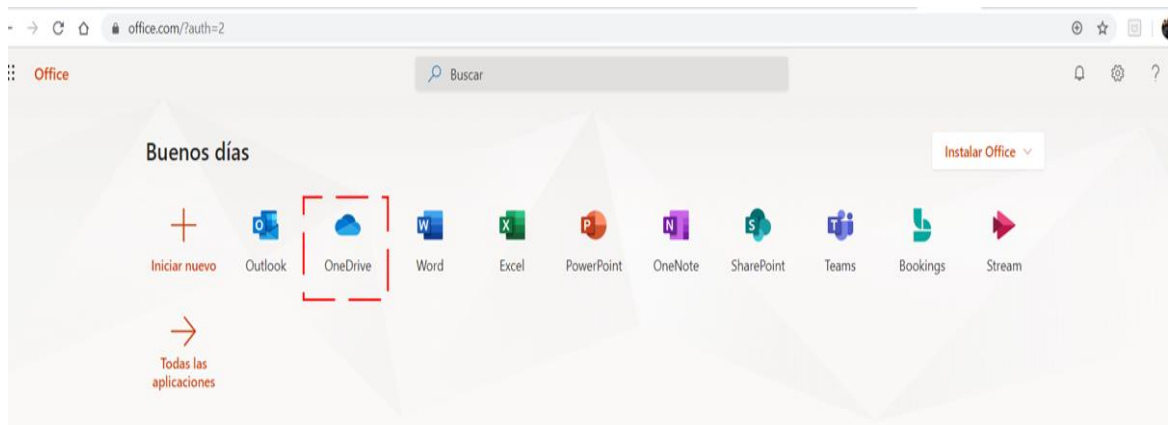 office.com/?auth=2
Office
Buscar
Buenos días
Instalar Office
Iniciar nuevo
Outlook
OneDrive
Word
Excel
PowerPoint
OneNote
SharePoint
Teams
Bookings
Stream
Todas las
aplicaciones